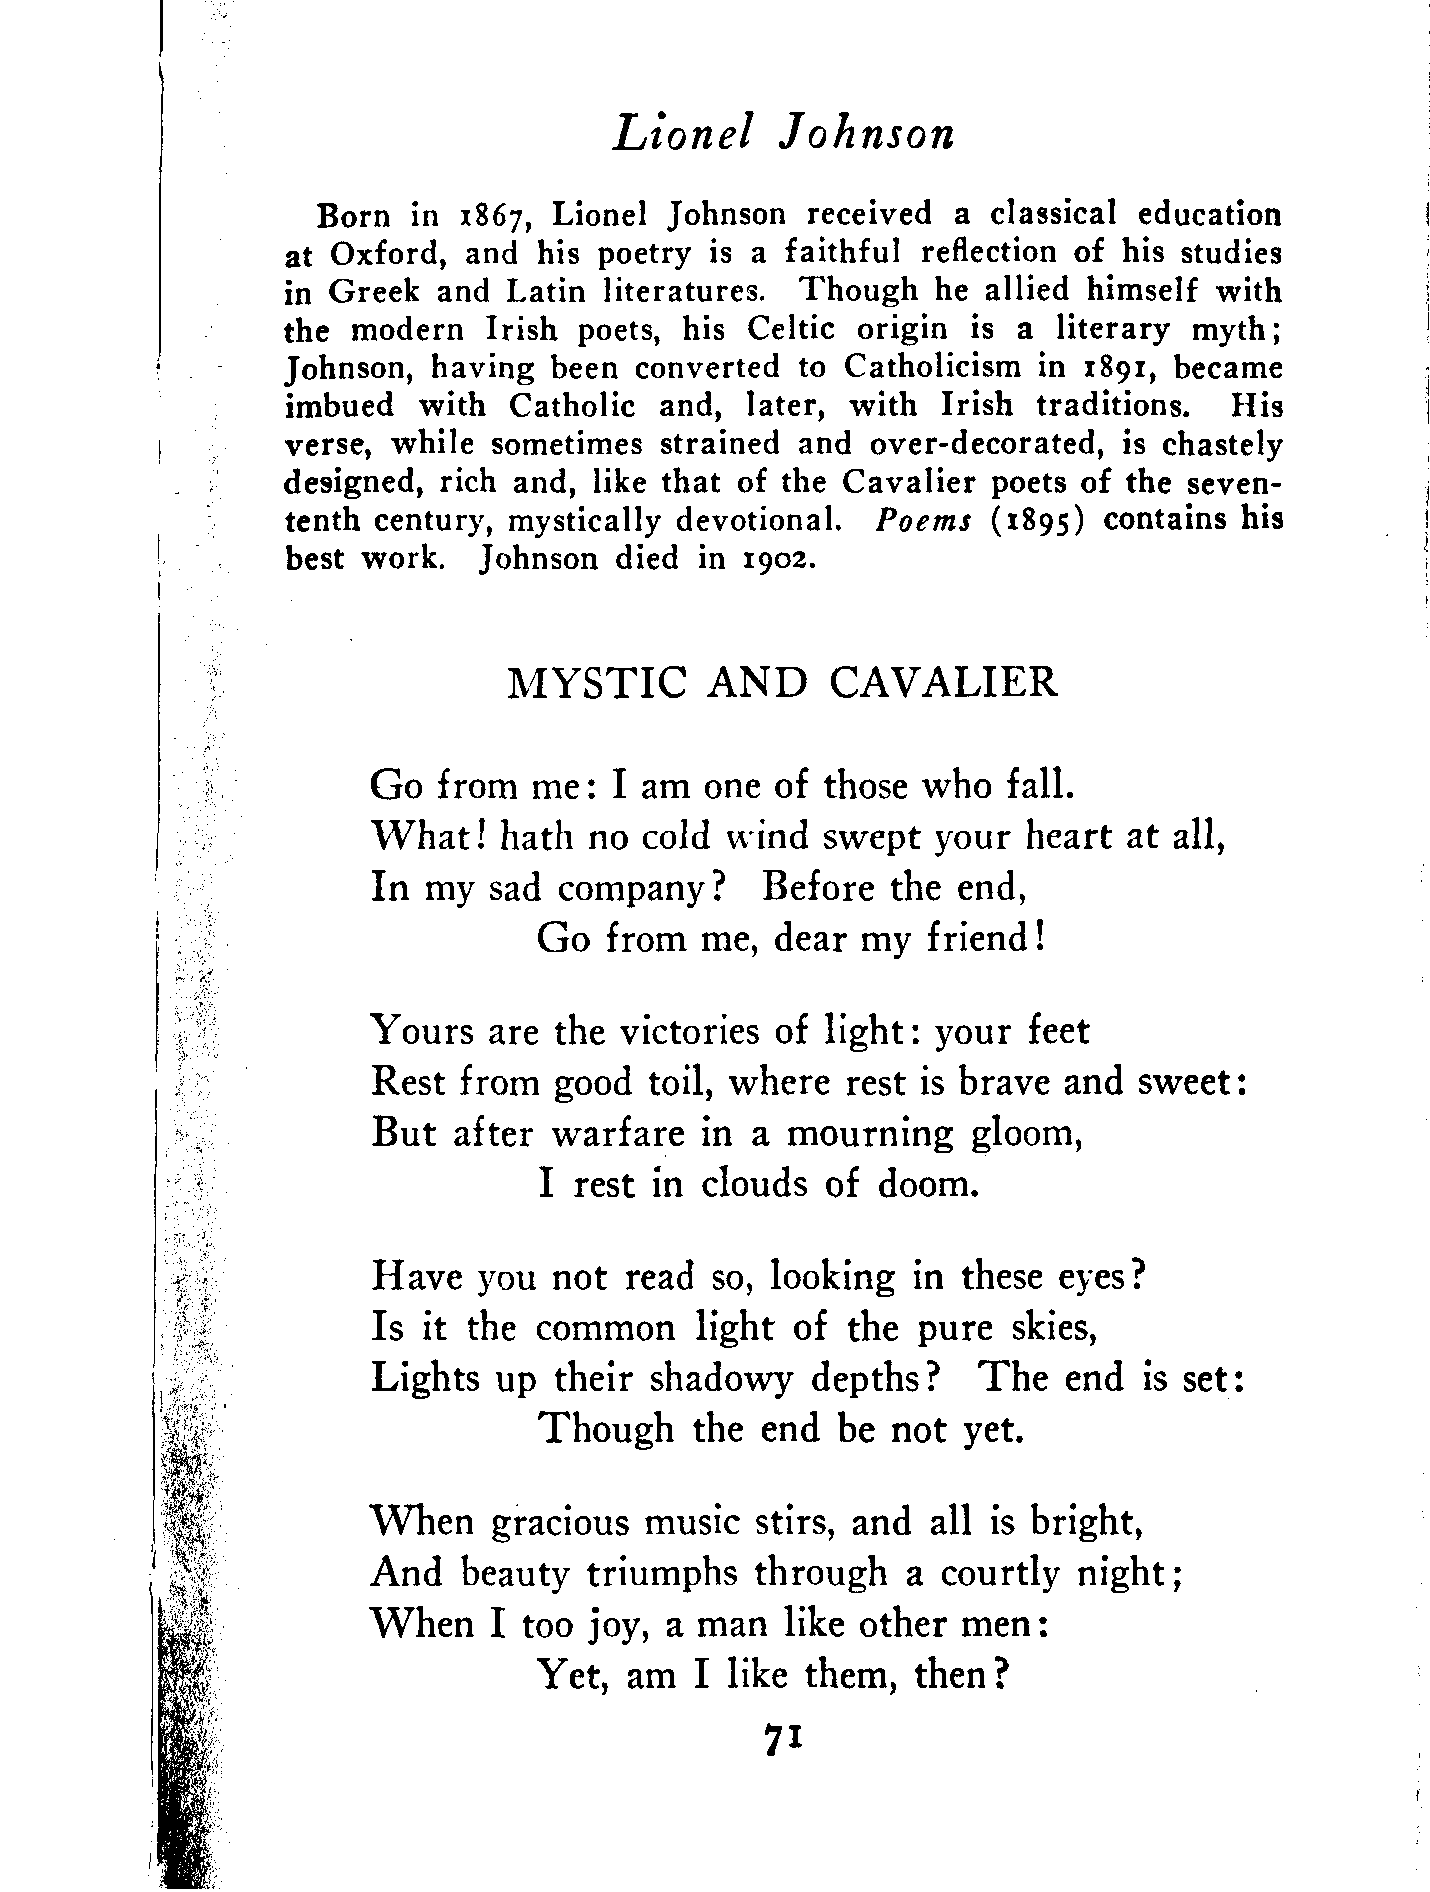 Lionel Johnson
Born in 1867, Lionel Johnson received a classical education
at Oxford, and his poetry is a faithful reflection of his studies
in Greek and Latin literatures. Though he allied himself with
the modern Irish poets, his Celtic origin is a literary myth;
Johnson, having been converted to Catholicism in 1891, became
imbued with Catholic and, later, with Irish traditions. His
verse, while sometimes strained and over-decorated, is chastely
designed, rich and, like that of the Cavalier poets of the seven-
tenth century, mystically devotional. Poems (1895) contains his
best work. Johnson died in 1902.
MYSTIC AND CAVALIER
Go from me: I am one of those who fall.
What! hath no cold wind swept your heart at all,
In my sad company? Before the end,
Go from me, dear my friend!
Yours are the victories of light: your feet
Rest from good toil, where rest is brave and sweet:
But after warfare in a mourning gloom,
I rest in clouds of doom.
Have you not read so, looking in these eyes?
Is it the common light of the pure skies,
Lights up their shadowy depths? The end is set:
Though the end be not yet.
When gracious music stirs, and all is bright,
And beauty triumphs through a courtly night;
When I too joy, a man like other men:
Yet, am I like them, then?
71